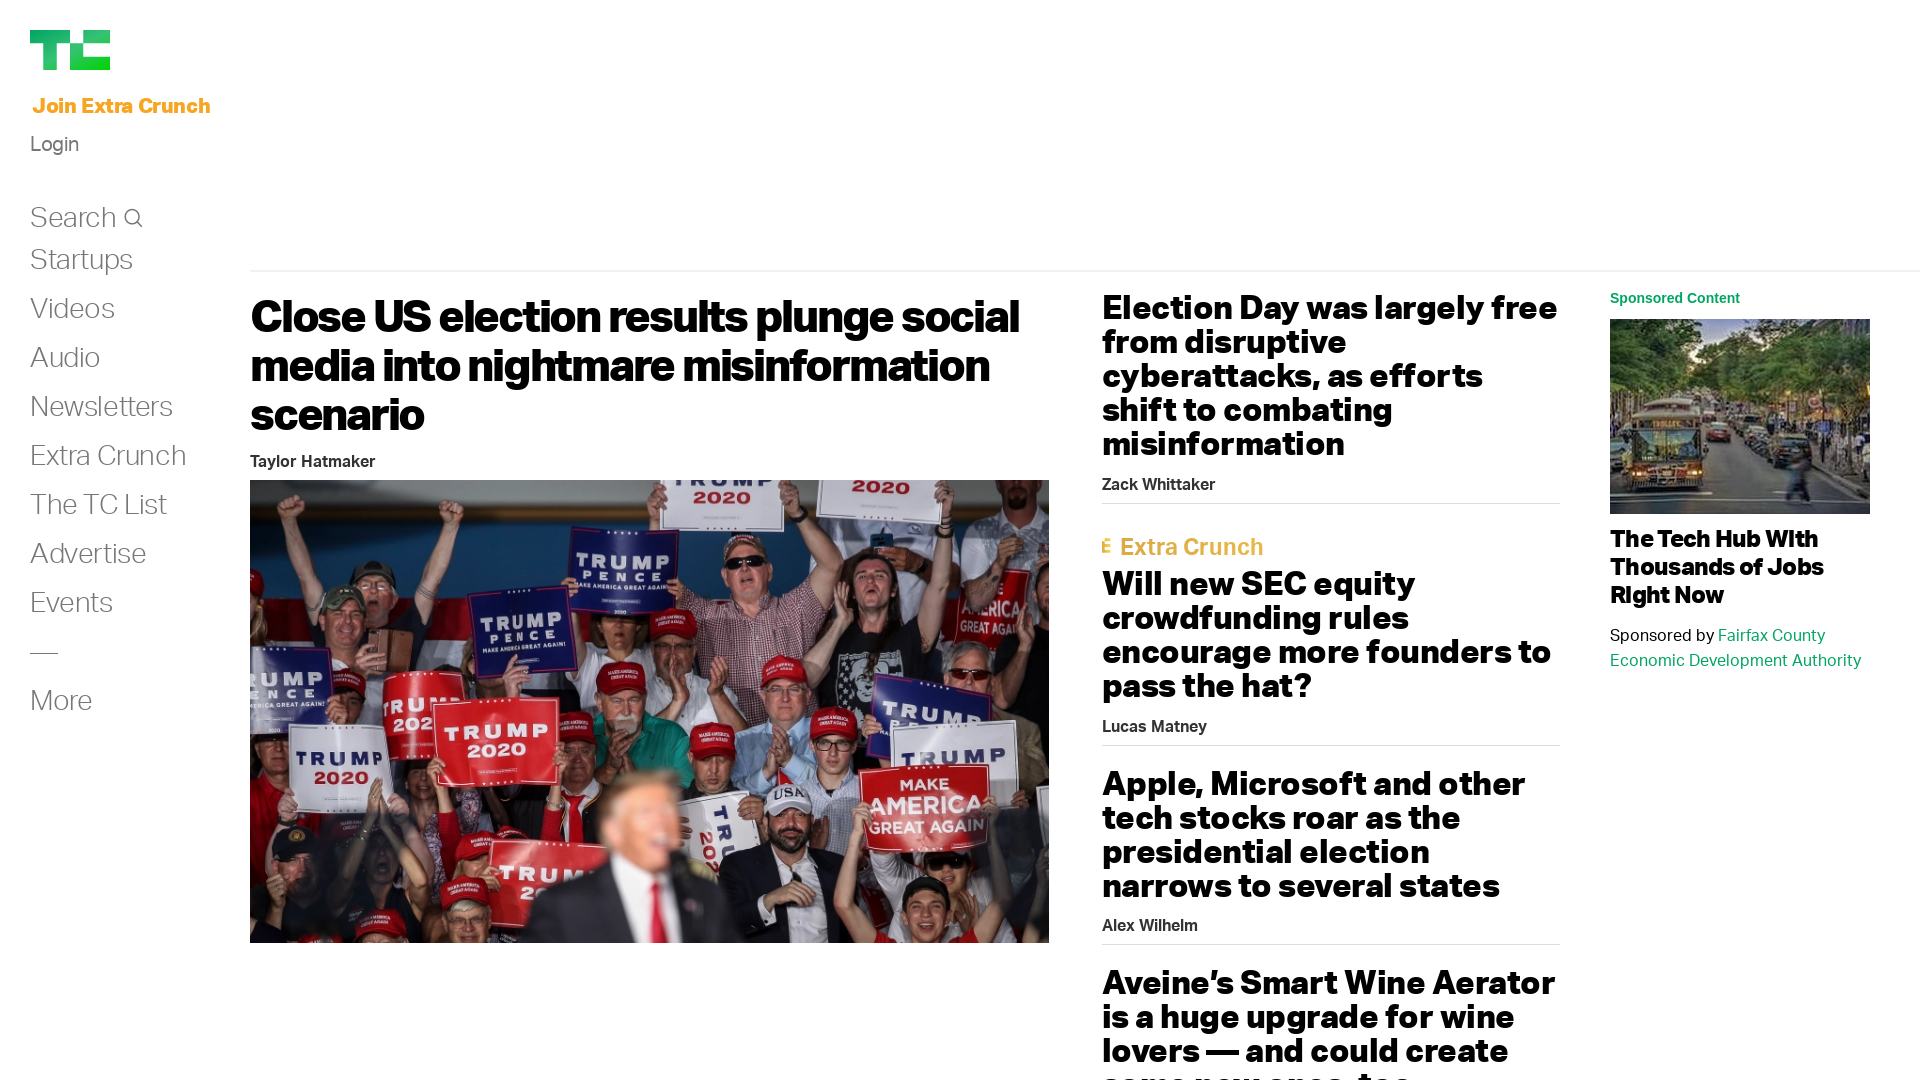 TC
Join Extra Crunch
Login
Search
Startups
Videos
Audio
Newsletters
Extra Crunch
The TC List
Advertise
Events
More
Close US election results plunge social
media into nightmare misinformation
scenario
Taylor Hatmaker
TRUMP
2020
2020
TRUMP
PENCE
MAKE AMERICA GREAT AGAIN!
2020
TRUMP
PENCE
MAKE AMERICA GREAT AGAIN!
AMERICA
GREAT AGAIN!
TRUMP
2020
TRUMP
2020
TRUMP
MAKE
AMERICA
GREAT AGAIN
USA
TRUMP
Election Day was largely free
from disruptive
cyberattacks, as efforts
shift to combating
misinformation
Zack Whittaker
Extra Crunch
Will new SEC equity
crowdfunding rules
encourage more founders to
pass the hat?
Lucas Matney
Apple, Microsoft and other
tech stocks roar as the
presidential election
narrows to several states
Alex Wilhelm
Aveine’s Smart Wine Aerator
is a huge upgrade for wine
lovers — and could create
Sponsored Content
TROLLEY
The Tech Hub WIth
Thousands of Jobs
RIght Now
Sponsored by Fairfax County
Economic Development Authority